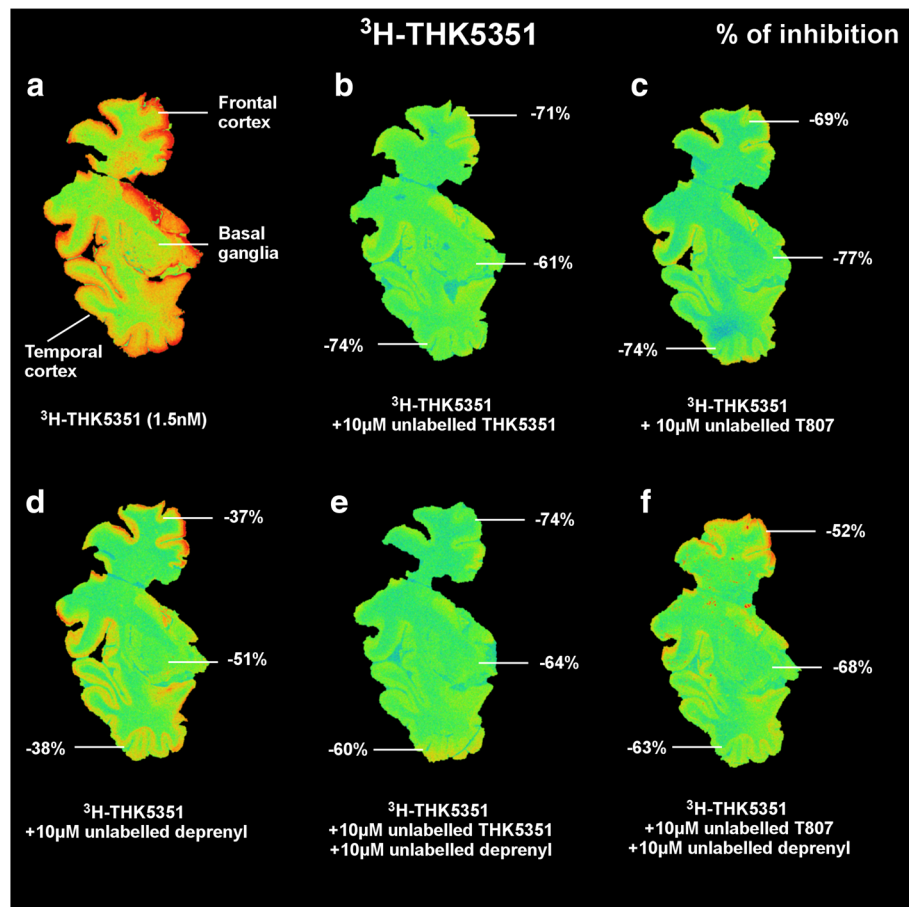 ³H-THK5351
% of inhibition
a
Frontal
cortex
Basal
ganglia
Temporal
cortex
³H-THK5351 (1.5nM)
b
-71%
-61%
-74%
³H-THK5351
+10µM unlabelled THK5351
c
-69%
-77%
-74%
³H-THK5351
+ 10µM unlabelled T807
d
-37%
-51%
-38%
³H-THK5351
+10µM unlabelled deprenyl
e
-74%
-64%
-60%
³H-THK5351
+10µM unlabelled THK5351
+10µM unlabelled deprenyl
f
-52%
-68%
-63%
³H-THK5351
+10µM unlabelled T807
+10µM unlabelled deprenyl